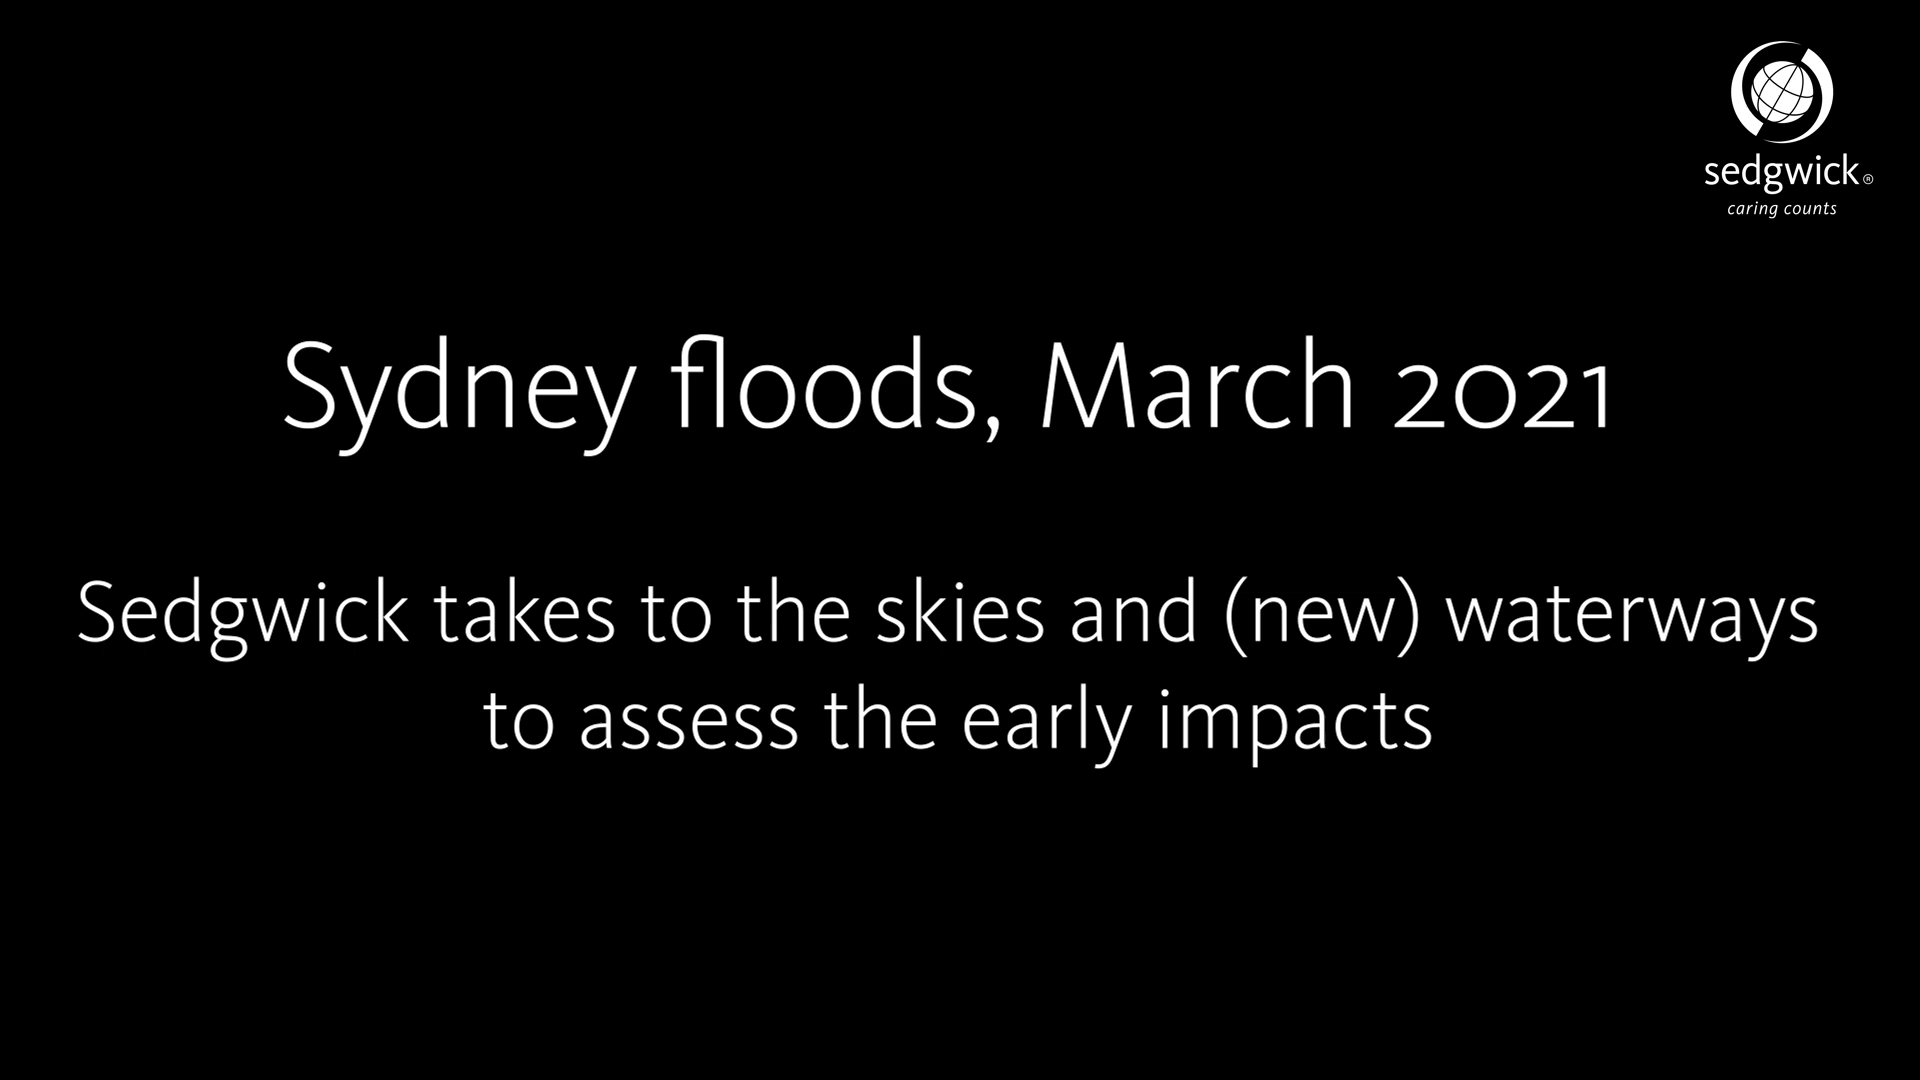 sedgwick®
caring counts
Sydney floods, March 2021
Sedgwick takes to the skies and (new) waterways
to assess the early impacts